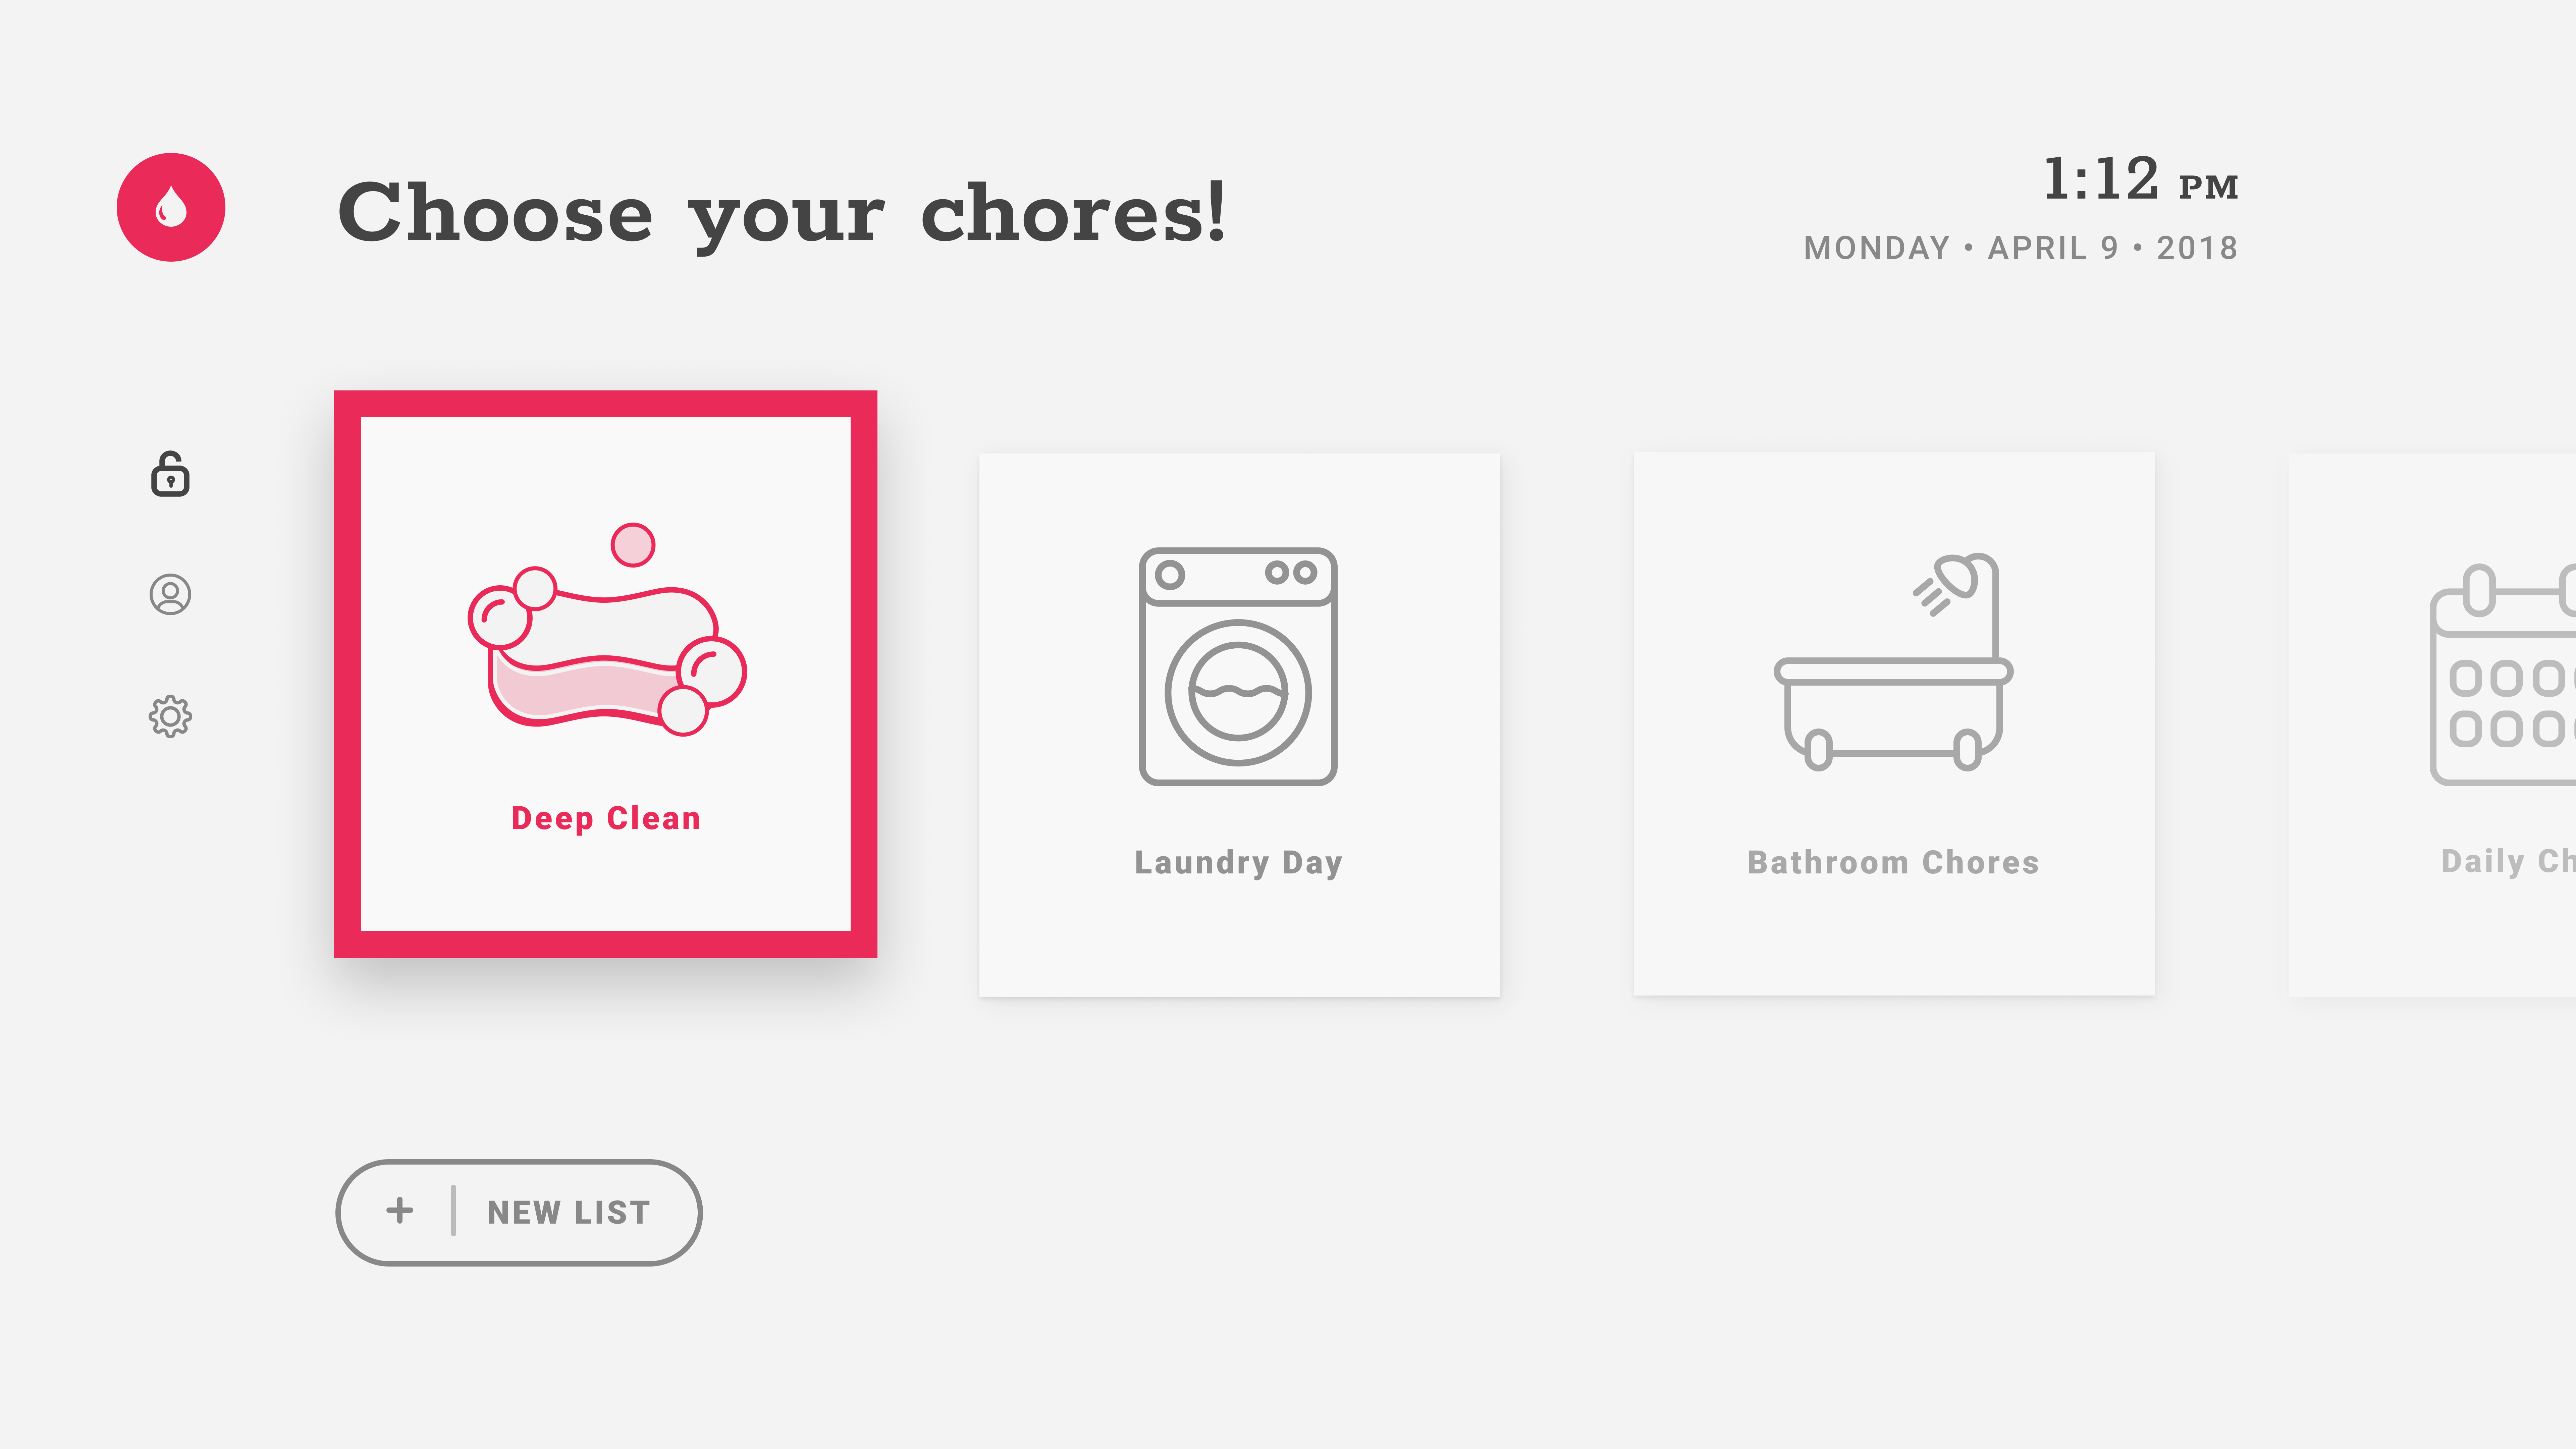 Choose your chores!
1:12 PM
MONDAY • APRIL 9 • 2018
Deep Clean
Laundry Day
Bathroom Chores
Daily Ch
+ | NEW LIST